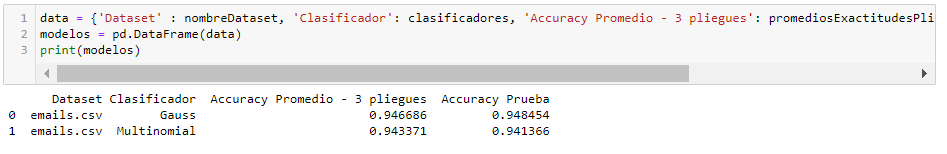 1 data = {'Dataset' : nombreDataset, 'Clasificador': clasificadores, 'Accuracy Promedio - 3 pliegues': promediosExactitudesPli
2 modelos = pd.DataFrame(data)
3 print(modelos)
Dataset Clasificador Accuracy Promedio - 3 pliegues Accuracy Prueba
0 emails.csv Gauss 0.946686 0.948454
1 emails.csv Multinomial 0.943371 0.941366